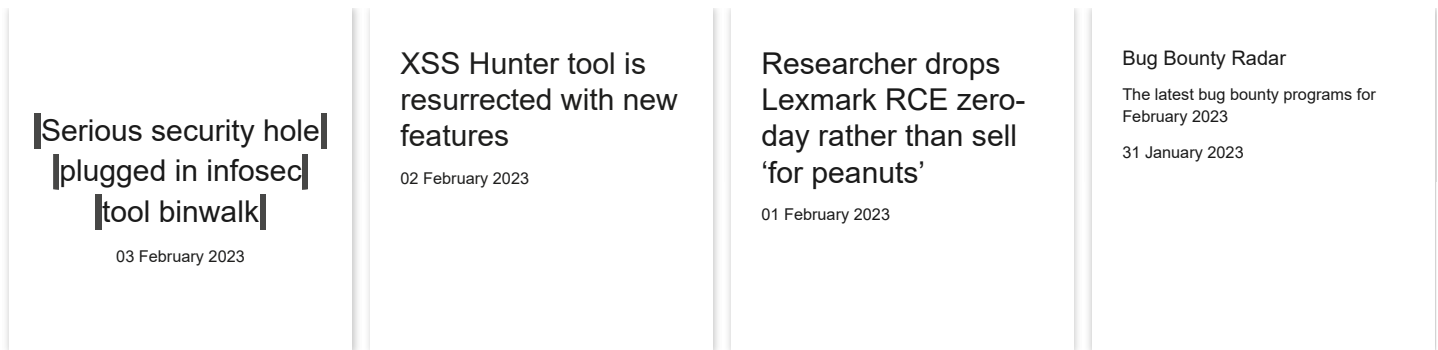 Serious security hole
plugged in infosec
tool binwalk
03 February 2023
XSS Hunter tool is
resurrected with new
features
02 February 2023
Researcher drops
Lexmark RCE zero-
day rather than sell
‘for peanuts’
01 February 2023
Bug Bounty Radar
The latest bug bounty programs for
February 2023
31 January 2023